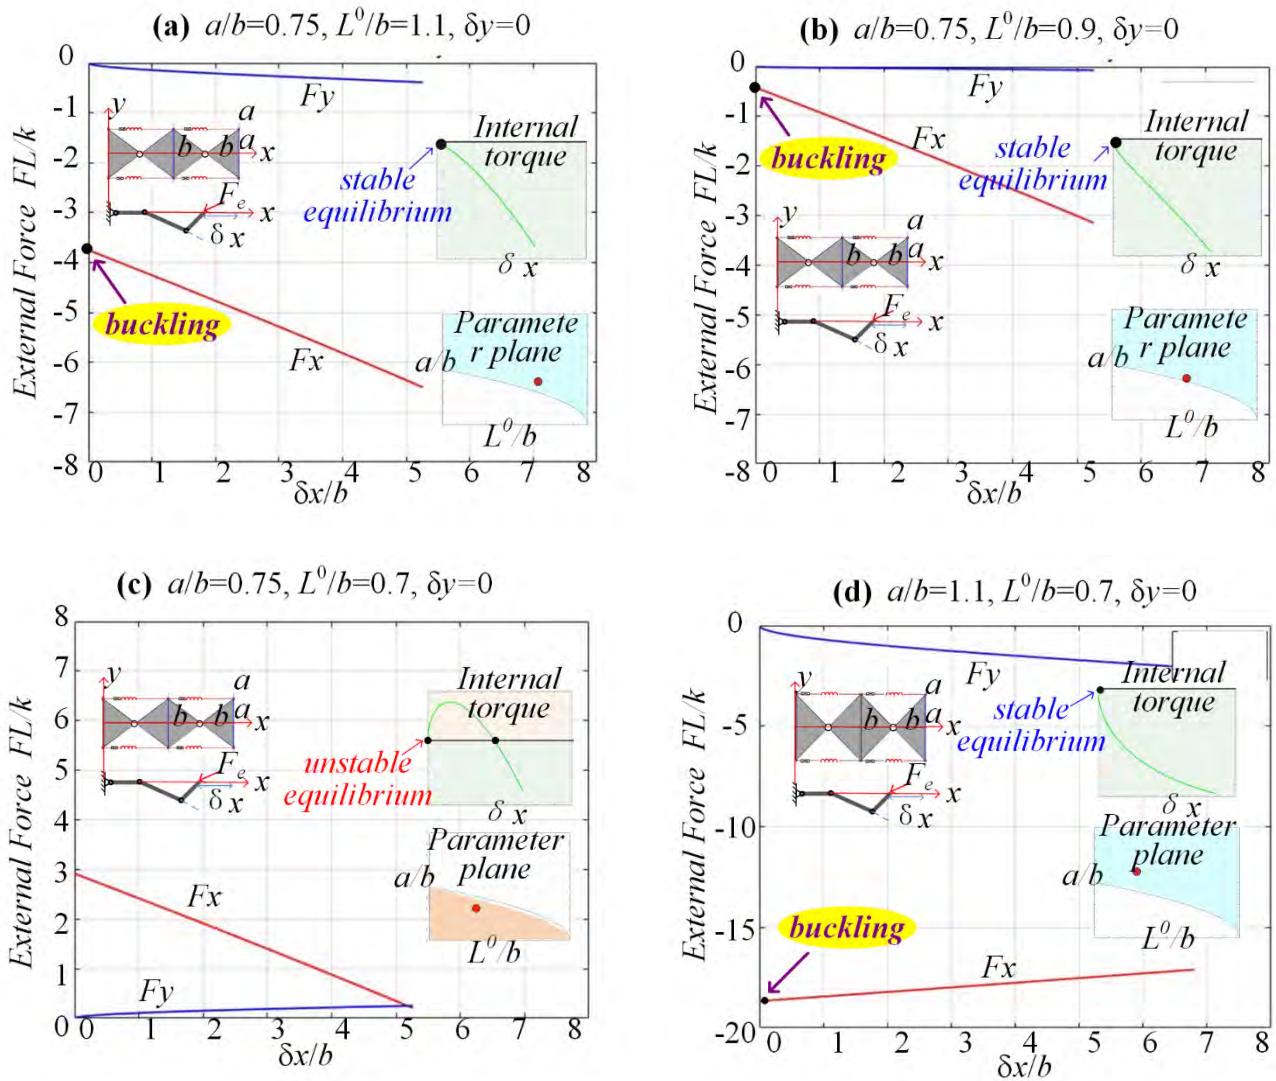 (a) a/b=0.75, L⁰/b=1.1, δy=0
0
-1
-2
-3
-4
-5
-6
-7
-8
External Force FL/k
Fy
y
a
a
b
b
x
F_e
x
δ x
Internal
torque
stable
equilibrium
δ x
buckling
Fx
Paramete
r plane
a/b
L⁰/b
0 1 2 3 4 5 6 7 8
δx/b
(b) a/b=0.75, L⁰/b=0.9, δy=0
0
-1
-2
-3
-4
-5
-6
-7
-8
External Force FL/k
Fy
Fx
buckling
Internal
torque
stable
equilibrium
δ x
a
a
b
b
x
F_e
x
δ x
Paramete
r plane
a/b
L⁰/b
0 1 2 3 4 5 6 7 8
δx/b
(c) a/b=0.75, L⁰/b=0.7, δy=0
8
7
6
5
4
3
2
1
0
External Force FL/k
y
a
a
b
b
x
F_e
x
δ x
Internal
torque
unstable
equilibrium
δ x
Parameter
plane
a/b
L⁰/b
Fx
Fy
0 1 2 3 4 5 6 7 8
δx/b
(d) a/b=1.1, L⁰/b=0.7, δy=0
0
-5
-10
-15
-20
External Force FL/k
Fy
y
a
a
b
b
x
F_e
x
δ x
Internal
torque
stable
equilibrium
δ x
Parameter
plane
a/b
L⁰/b
buckling
Fx
0 1 2 3 4 5 6 7 8
δx/b